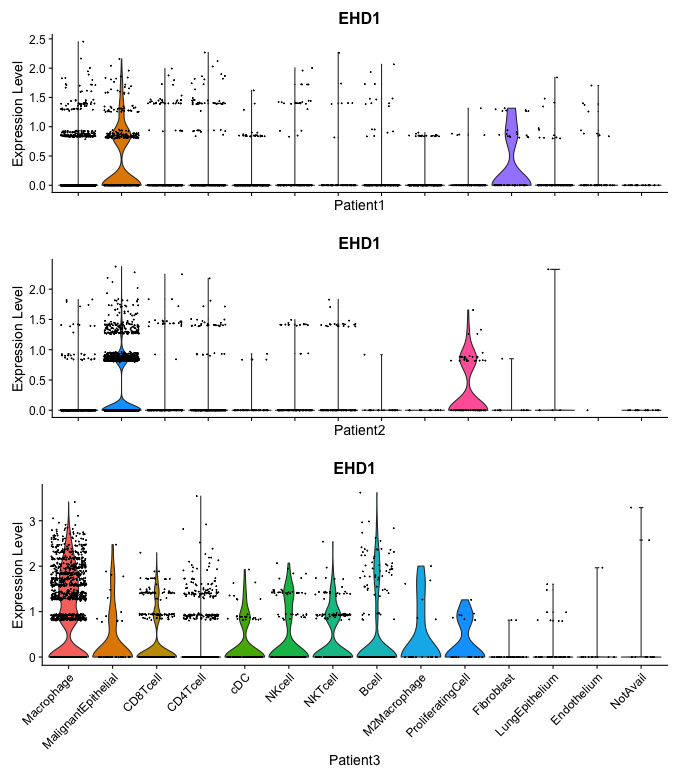 EHD1
Expression Level
2.5
2.0
1.5
1.0
0.5
0.0
Patient1
EHD1
Expression Level
2.0
1.5
1.0
0.5
0.0
Patient2
EHD1
Expression Level
3
2
1
0
Macrophage
MalignantEpithelial
CD8Tcell
CD4Tcell
cDC
NKcell
NKTcell
Bcell
M2Macrophage
ProliferatingCell
Fibroblast
LungEpithelium
Endothelium
NotAvail
Patient3